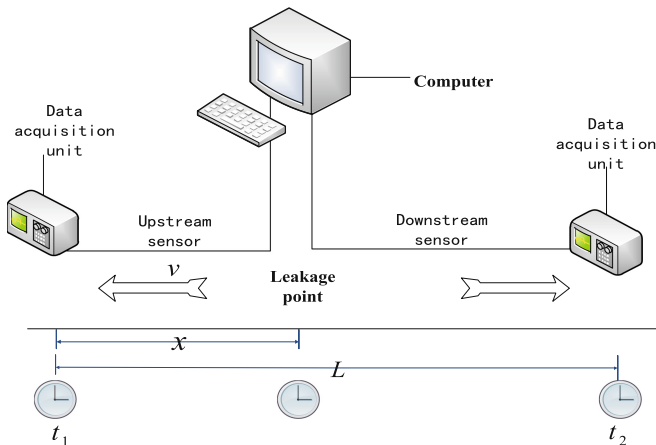 Computer
Data
acquisition
unit
Data
acquisition
unit
Upstream
sensor
Downstream
sensor
v
Leakage
point
x
L
t1
t2